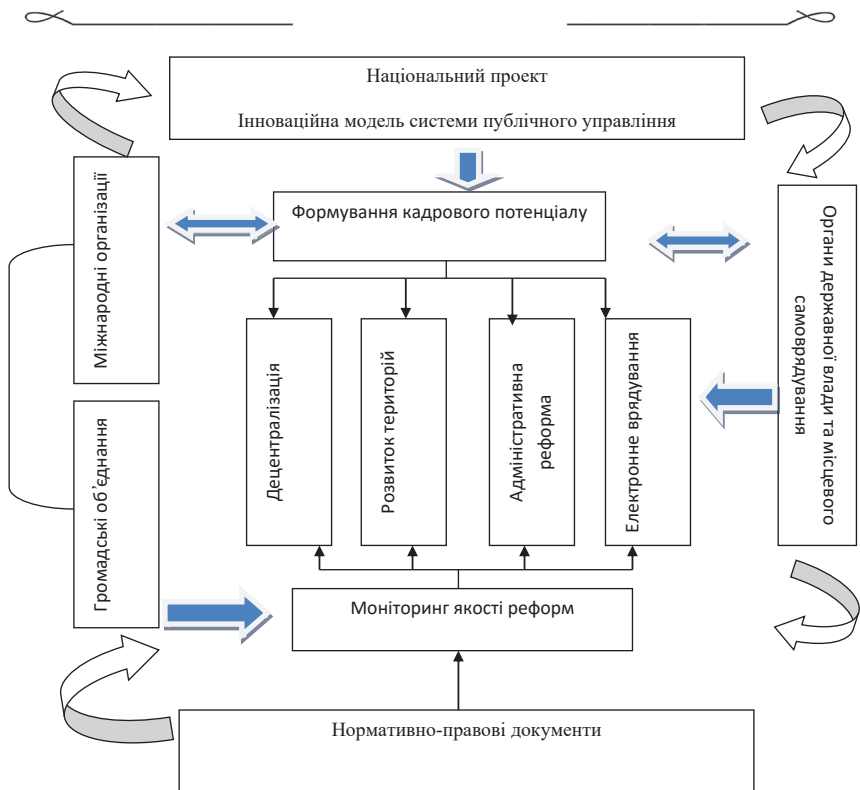 Національний проект
Інноваційна модель системи публічного управління
Міжнародні організації
Формування кадрового потенціалу
Органи державної влади та місцевого
самоврядування
Децентралізація
Розвиток територій
Адміністративна
реформа
Електронне врядування
Громадські об’єднання
Моніторинг якості реформ
Нормативно-правові документи